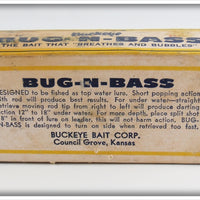 Buckeye
BUG-N-BASS
THE BAIT THAT "BREATHES AND BUBBLES"
BUG-N-BASS
DESIGNED to be fished as top water lure. Short popping action
with rod will produce best results. For under water—straight
retrieve moving rod tip left to right will produce desired
action 12" to 18" under water. For more depth, place split shot
18" in front of lure on leader. This will not harm action. BUG-
N-BASS is designed to turn on side when retrieved too fast.
BUCKEYE BAIT CORP.
Council Grove, Kansas